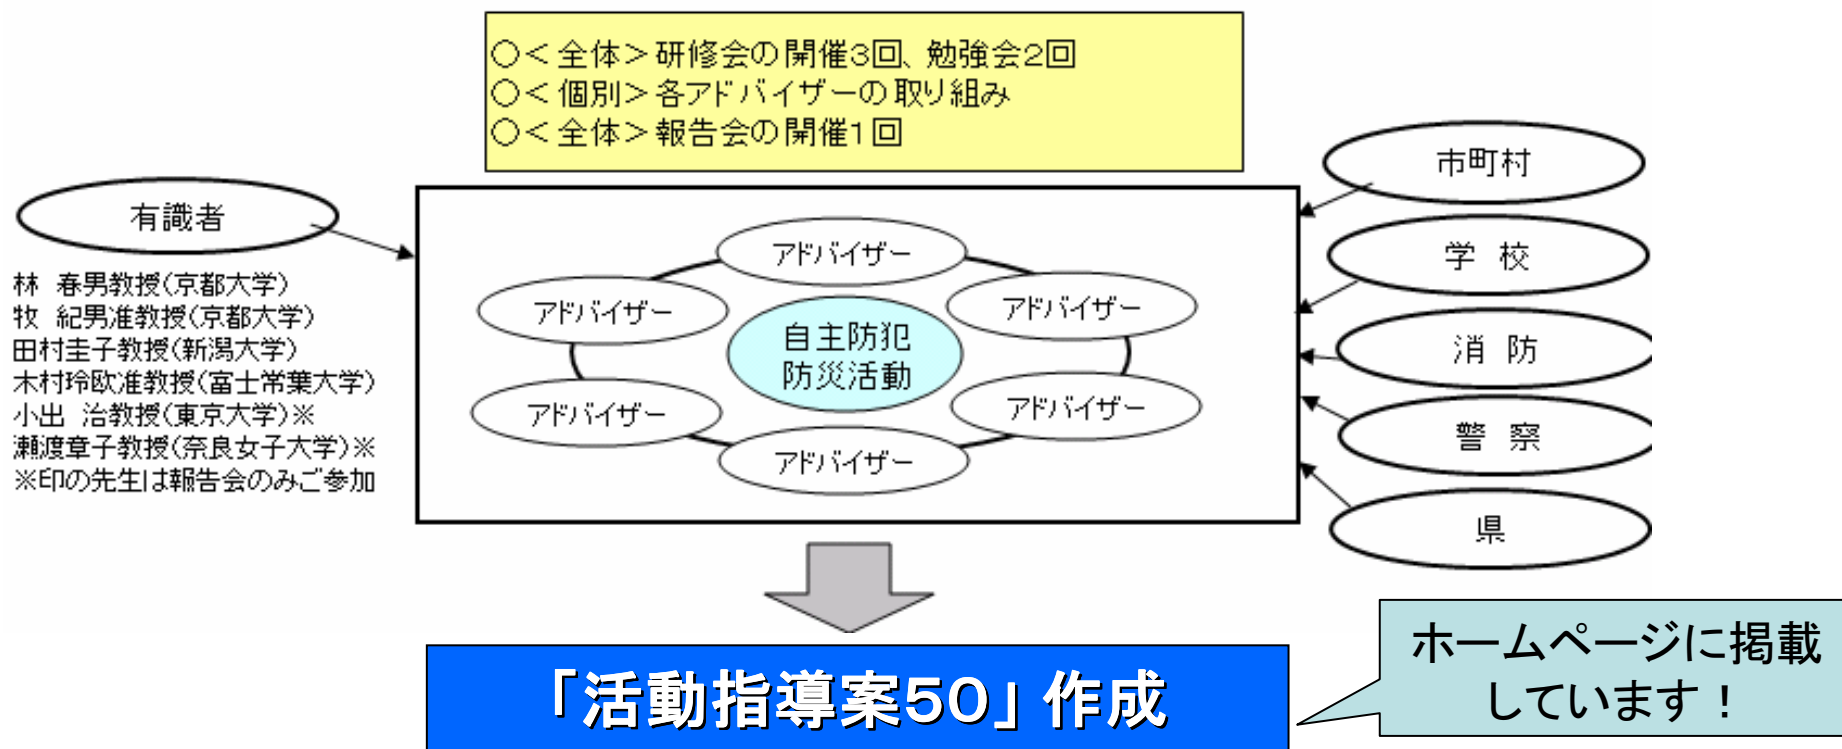 ○＜全体＞研修会の開催3回、勉強会2回
○＜個別＞各アドバイザーの取り組み
○＜全体＞報告会の開催1回
有識者
林　春男教授(京都大学)
牧　紀男准教授(京都大学)
田村圭子教授(新潟大学)
木村玲欧准教授(富士常葉大学)
小出　治教授(東京大学)※
瀬渡章子教授(奈良女子大学)※
※印の先生は報告会のみご参加
アドバイザー
アドバイザー
アドバイザー
自主防犯
防災活動
アドバイザー
アドバイザー
アドバイザー
市町村
学　校
消　防
警　察
県
「活動指導案50」作成
ホームページに掲載
しています！